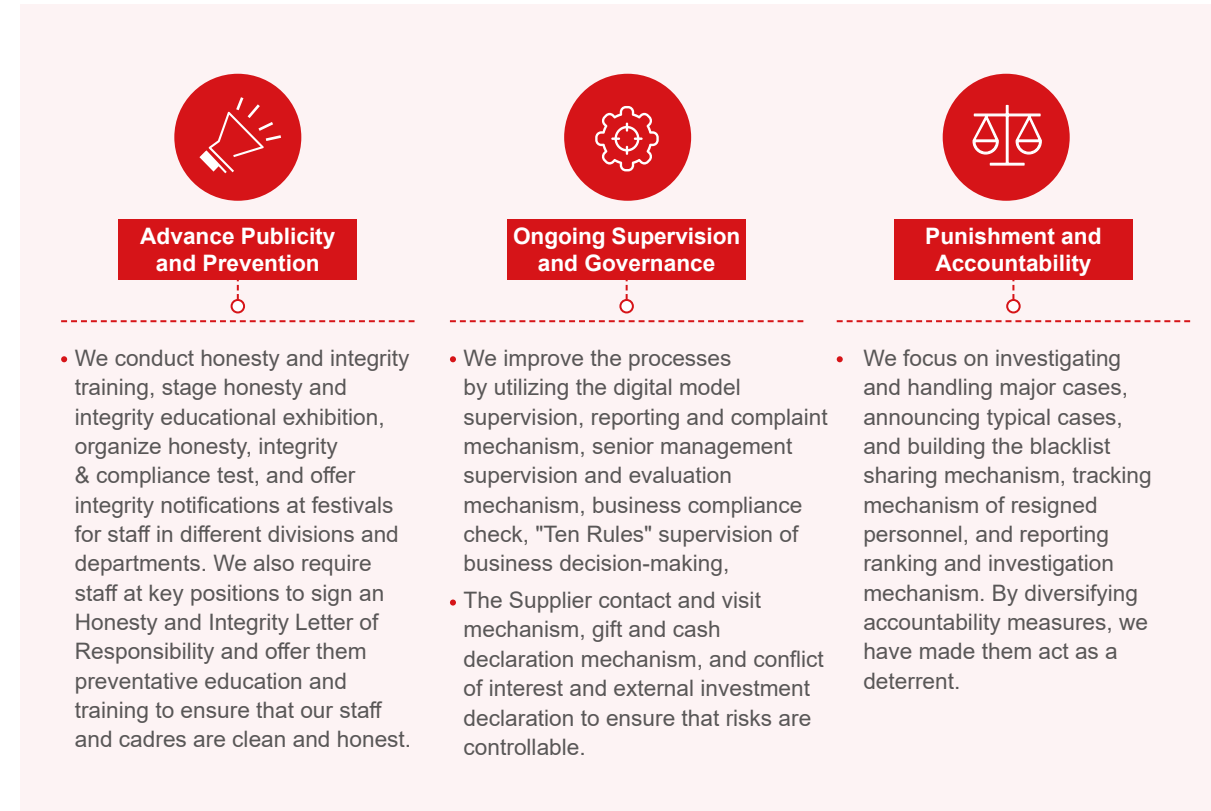 Advance Publicity
and Prevention
• We conduct honesty and integrity
training, stage honesty and
integrity educational exhibition,
organize honesty, integrity
& compliance test, and offer
integrity notifications at festivals
for staff in different divisions and
departments. We also require
staff at key positions to sign an
Honesty and Integrity Letter of
Responsibility and offer them
preventative education and
training to ensure that our staff
and cadres are clean and honest.
Ongoing Supervision
and Governance
• We improve the processes
by utilizing the digital model
supervision, reporting and complaint
mechanism, senior management
supervision and evaluation
mechanism, business compliance
check, "Ten Rules" supervision of
business decision-making,
• The Supplier contact and visit
mechanism, gift and cash
declaration mechanism, and conflict
of interest and external investment
declaration to ensure that risks are
controllable.
Punishment and
Accountability
• We focus on investigating
and handling major cases,
announcing typical cases,
and building the blacklist
sharing mechanism, tracking
mechanism of resigned
personnel, and reporting
ranking and investigation
mechanism. By diversifying
accountability measures, we
have made them act as a
deterrent.